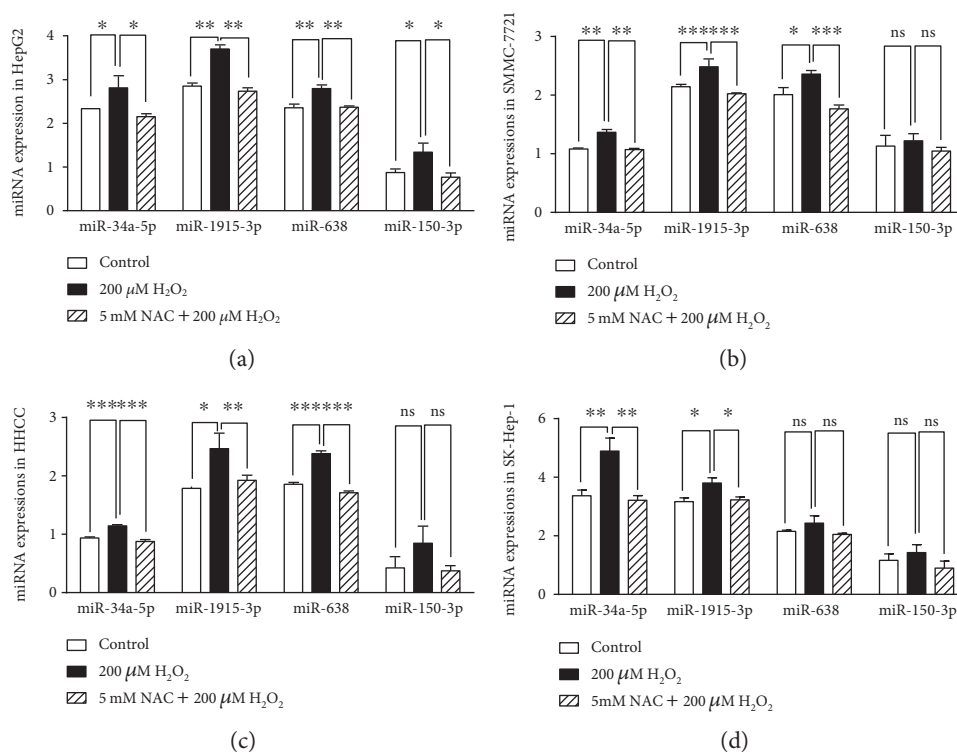 miRNA expression in HepG2
4
3
2
1
0
* * ** ** ** ** * *
miR-34a-5p miR-1915-3p miR-638 miR-150-3p
Control
200 μM H₂O₂
5 mM NAC + 200 μM H₂O₂
(a)
miRNA expressions in SMMC-7721
3
2
1
0
** ** ****** * *** ns ns
miR-34a-5p miR-1915-3p miR-638 miR-150-3p
Control
200 μM H₂O₂
5 mM NAC + 200 μM H₂O₂
(b)
miRNA expressions in HHCC
3
2
1
0
****** * ** ****** ns ns
miR-34a-5p miR-1915-3p miR-638 miR-150-3p
Control
200 μM H₂O₂
5 mM NAC + 200 μM H₂O₂
(c)
miRNA expressions in SK-Hep-1
6
4
2
0
** ** * * ns ns ns ns
miR-34a-5p miR-1915-3p miR-638 miR-150-3p
Control
200 μM H₂O₂
5mM NAC + 200 μM H₂O₂
(d)